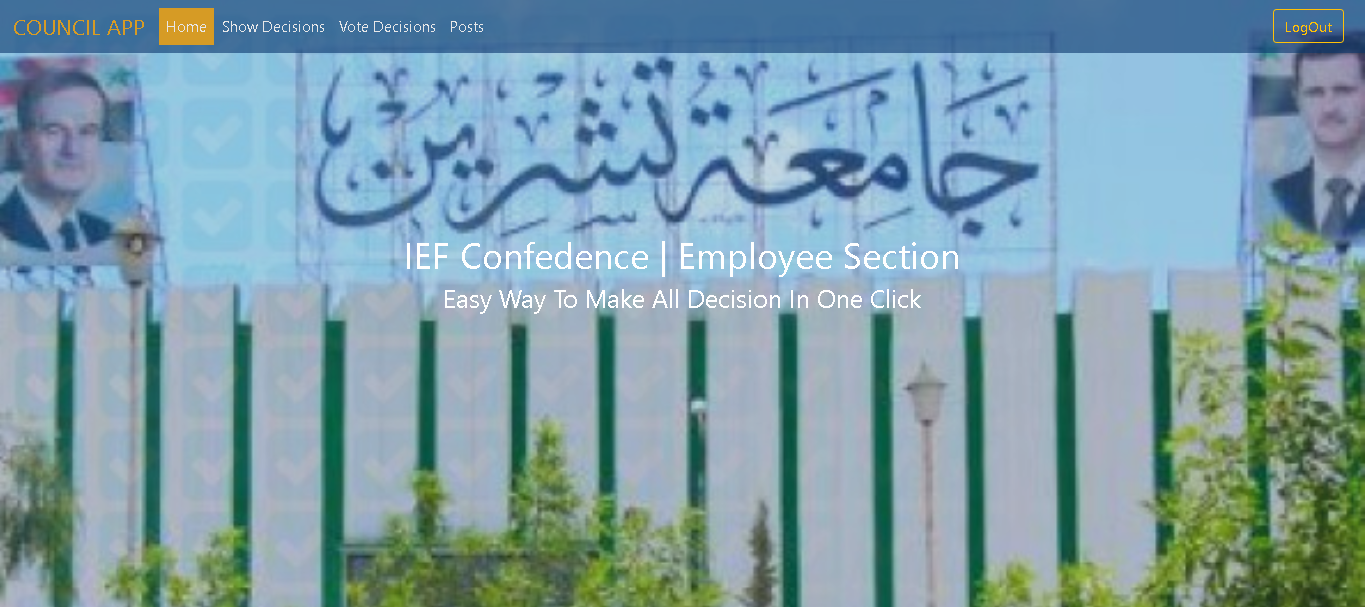 COUNCIL APP Home Show Decisions Vote Decisions Posts LogOut
جَامِعَة تشرين
IEF Confedence | Employee Section
Easy Way To Make All Decision In One Click